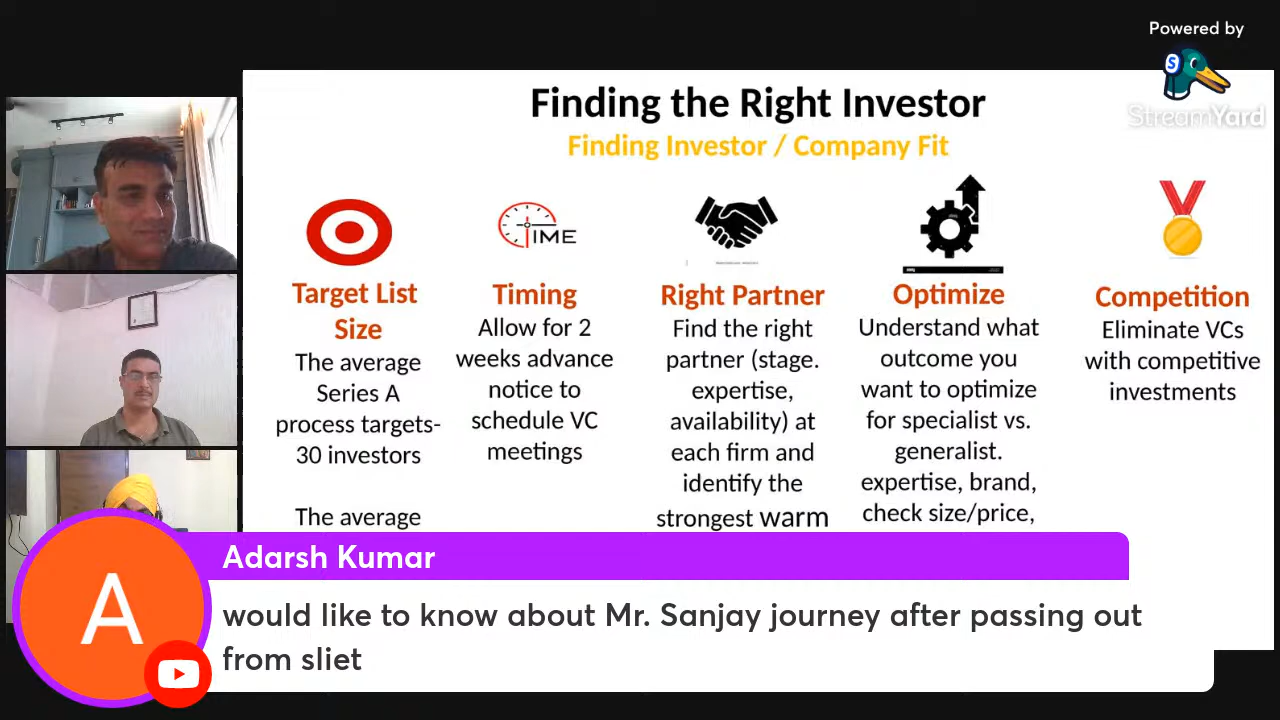 Powered by
StreamYard
Finding the Right Investor
Finding Investor / Company Fit
TIME
Target List
Size
The average
Series A
process targets-
30 investors
The average
Timing
Allow for 2
weeks advance
notice to
schedule VC
meetings
Right Partner
Find the right
partner (stage.
expertise,
availability) at
each firm and
identify the
strongest warm
Optimize
Understand what
outcome you
want to optimize
for specialist vs.
generalist.
expertise, brand,
check size/price,
Competition
Eliminate VCs
with competitive
investments
A
Adarsh Kumar
would like to know about Mr. Sanjay journey after passing out
from sliet